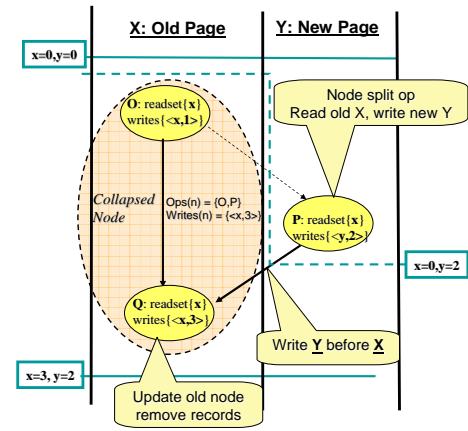 X: Old Page
Y: New Page
x=0,y=0
O: readset{x}
writes{<x,1>}
Node split op
Read old X, write new Y
Collapsed
Node
Ops(n) = {O,P}
Writes(n) = {<x,3>}
P: readset{x}
writes{<y,2>}
x=0,y=2
Q: readset{x}
writes{<x,3>}
Write Y before X
x=3, y=2
Update old node
remove records